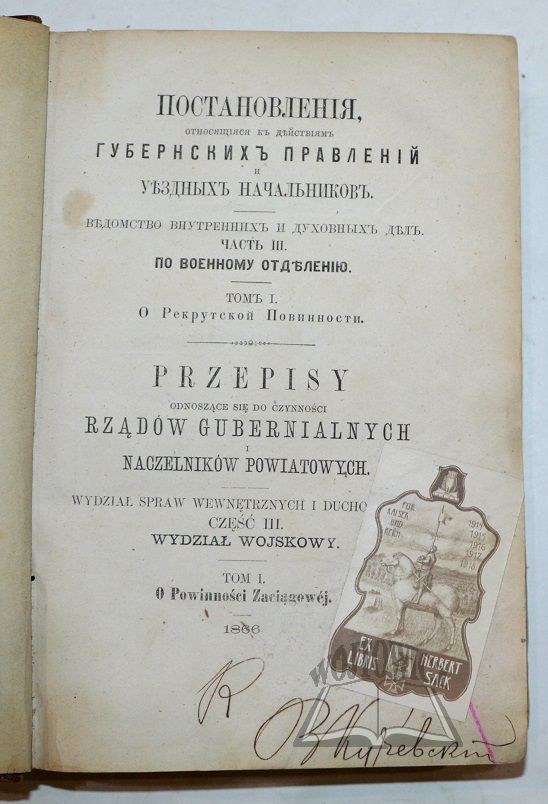 ПОСТАНОВЛЕНІЯ,
ОТНОСЯЩІЯСЯ КЪ ДѢЙСТВІЯМЪ
ГУБЕРНСКИХЪ ПРАВЛЕНІЙ
И
УѢЗДНЫХЪ НАЧАЛЬНИКОВЪ.
ВѢДОМСТВО ВНУТРЕННИХЪ И ДУХОВНЫХЪ ДѢЛЪ.
ЧАСТЬ III.
ПО ВОЕННОМУ ОТДѢЛЕНІЮ.
ТОМЪ I.
О Рекрутской Повинности.
PRZEPISY
ODNOSZĄCE SIĘ DO CZYNNOŚCI
RZĄDÓW GUBERNIALNYCH
I
NACZELNIKÓW POWIATOWYCH.
WYDZIAŁ SPRAW WEWNĘTRZNYCH I DUCHO
CZĘŚĆ III.
WYDZIAŁ WOJSKOWY.
TOM I.
O Powinności Zaciągowéj.
1866
FÜR
KAISER
UND
REICH
1914
1915
1916
1917
1918
EX
LIBRIS
HERBERT
SAEK
R